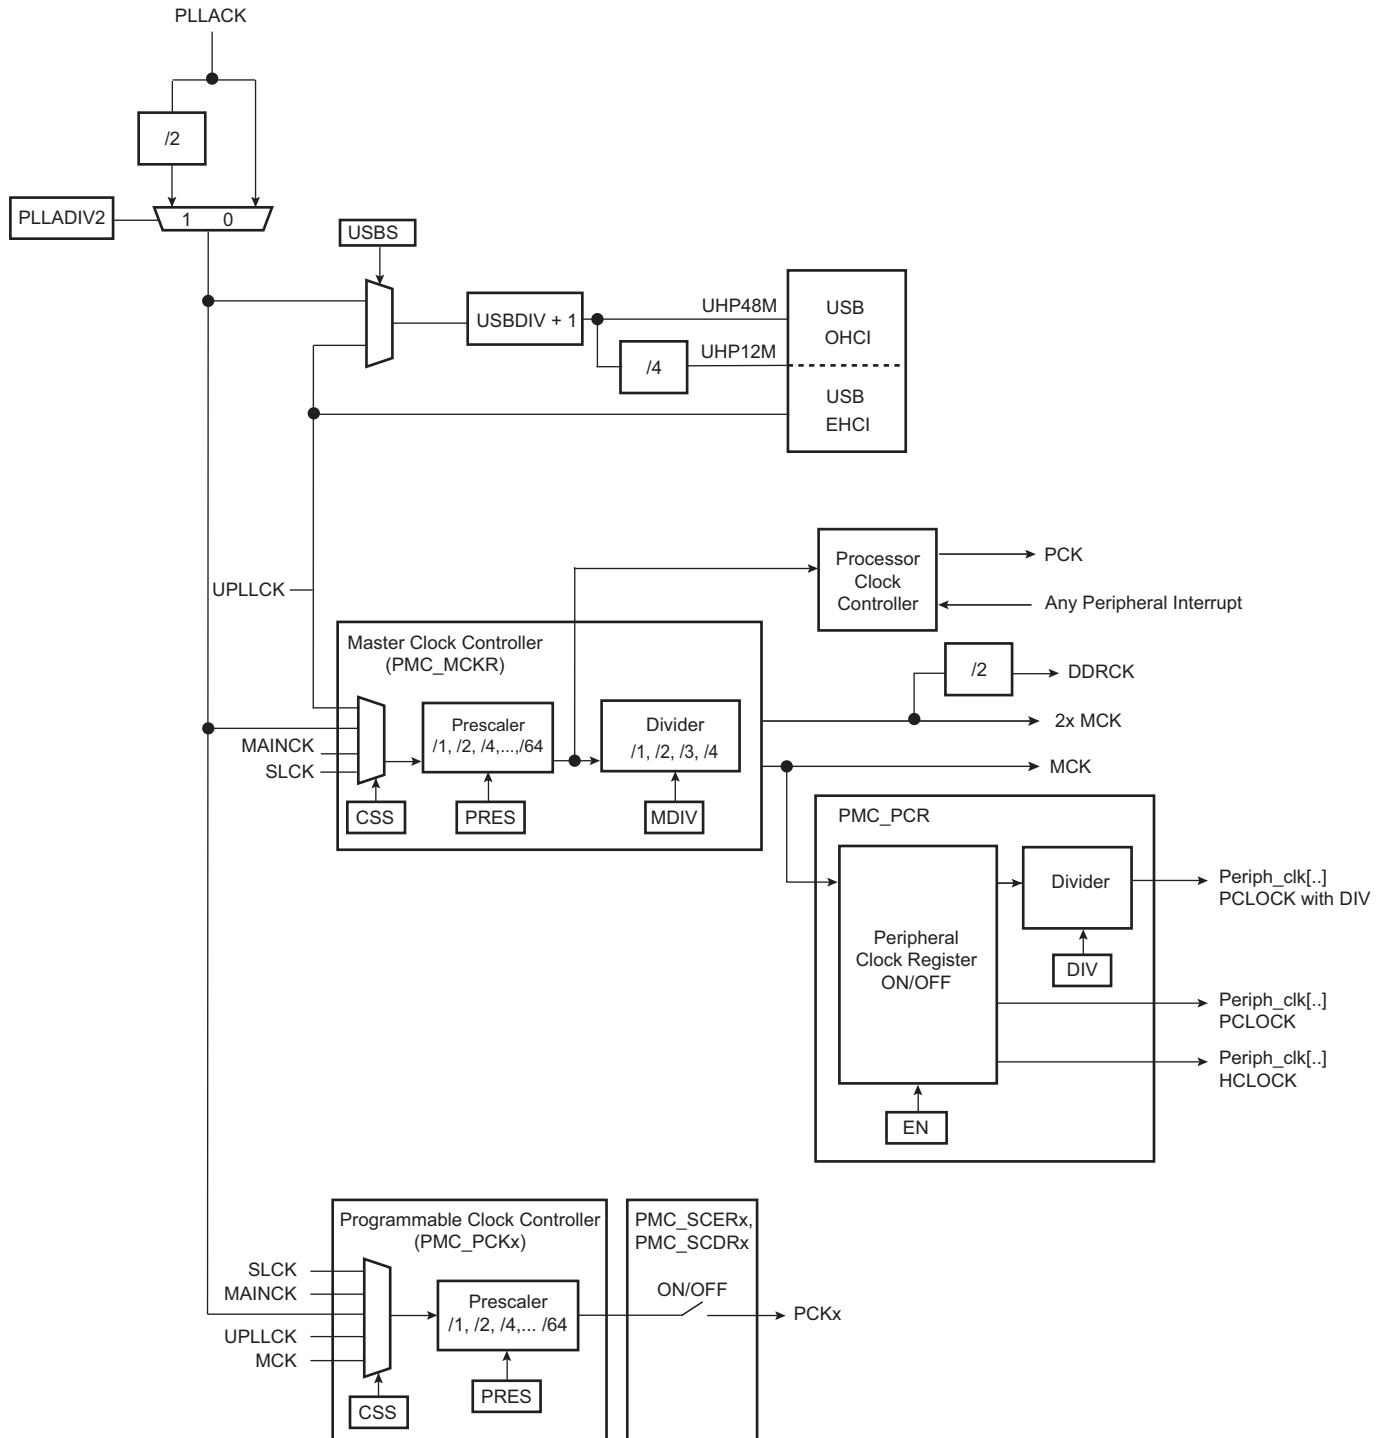 PLLACK
/2
PLLADIV2
1 0
USBS
USBDIV + 1
UHP48M
/4
UHP12M
USB
OHCI
USB
EHCI
Processor
Clock
Controller
PCK
Any Peripheral Interrupt
UPLLCK
Master Clock Controller
(PMC_MCKR)
/2
DDRCK
Prescaler
/1, /2, /4,...,/64
Divider
/1, /2, /3, /4
2x MCK
MAINCK
SLCK
MCK
CSS
PRES
MDIV
PMC_PCR
Peripheral
Clock Register
ON/OFF
Divider
DIV
Periph_clk[..]
PCLOCK with DIV
Periph_clk[..]
PCLOCK
Periph_clk[..]
HCLOCK
EN
Programmable Clock Controller
(PMC_PCKx)
PMC_SCERx,
PMC_SCDRx
SLCK
MAINCK
UPLLCK
MCK
Prescaler
/1, /2, /4,... /64
ON/OFF
PCKx
CSS
PRES